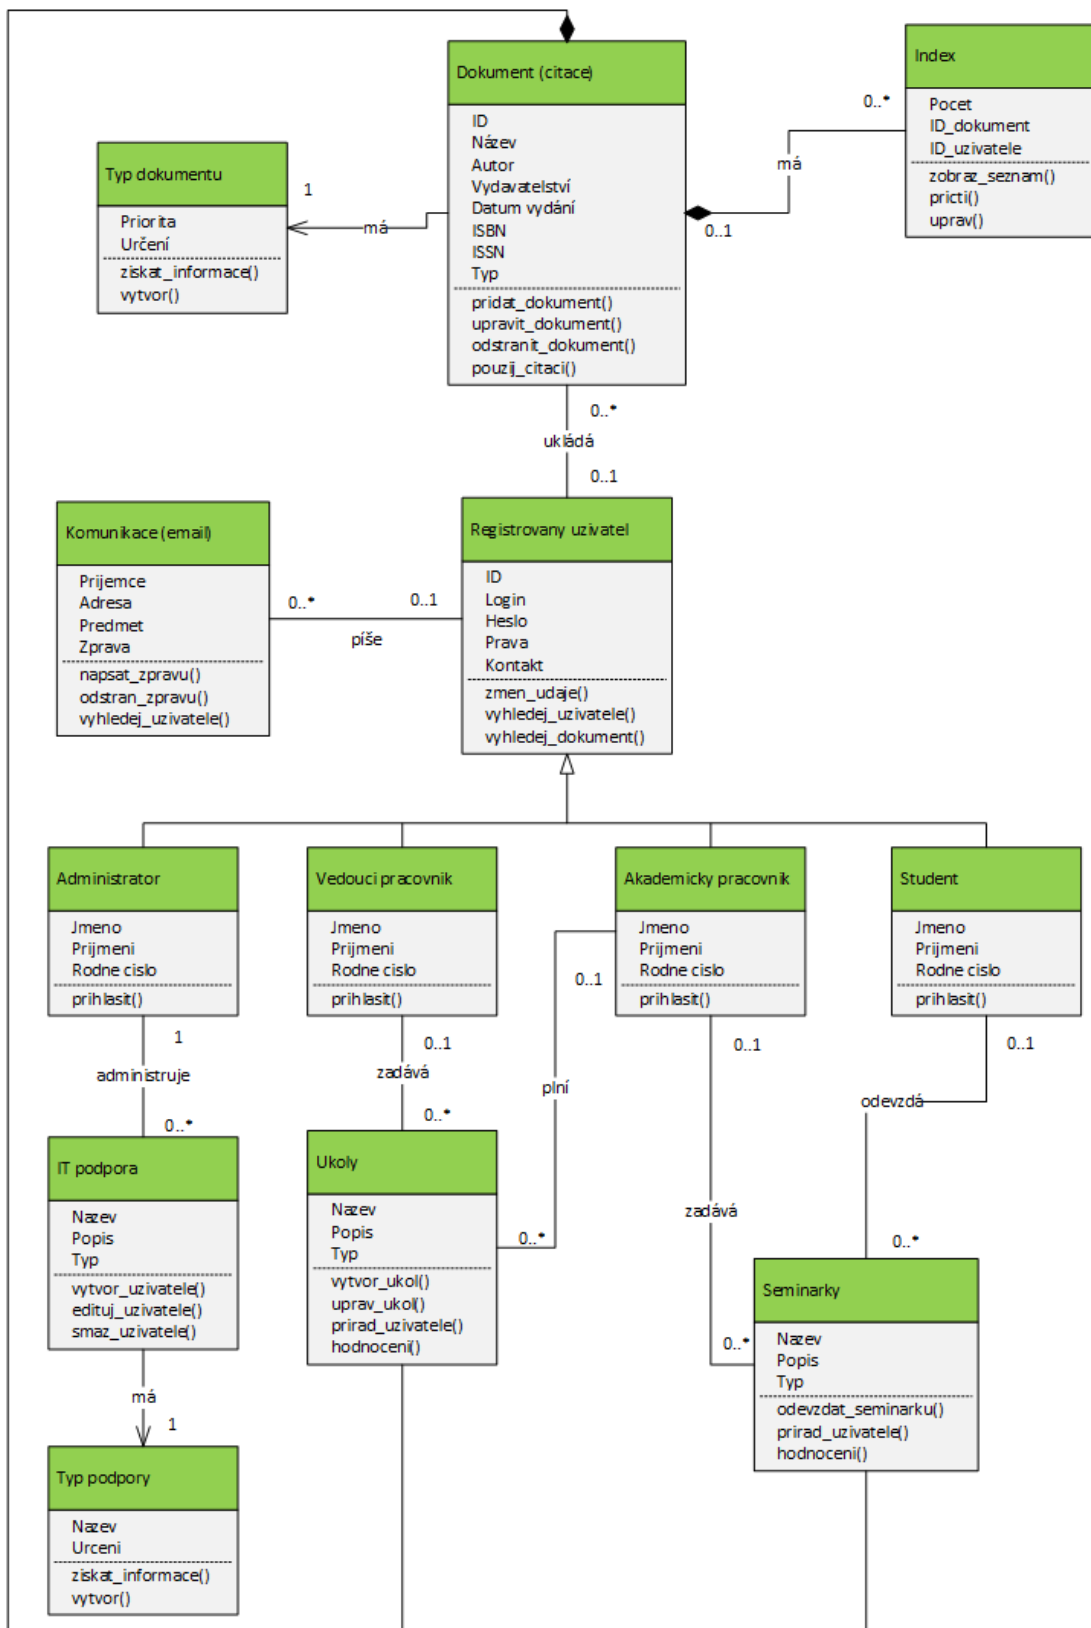 Dokument (citace)
ID
Název
Autor
Vydavatelství
Datum vydání
ISBN
ISSN
Typ
pridat_dokument()
upravit_dokument()
odstranit_dokument()
pouzij_citaci()
Index
Pocet
ID_dokument
ID_uzivatele
zobraz_seznam()
pricti()
uprav()
0..*
má
0..1
Typ dokumentu
Priorita
Určení
ziskat_informace()
vytvor()
1
má
0..*
ukládá
0..1
Komunikace (email)
Prijemce
Adresa
Predmet
Zprava
napsat_zpravu()
odstran_zpravu()
vyhledej_uzivatele()
0..*
0..1
píše
Registrovany uzivatel
ID
Login
Heslo
Prava
Kontakt
zmen_udaje()
vyhledej_uzivatele()
vyhledej_dokument()
Administrator
Jmeno
Prijmeni
Rodne cislo
prihlasit()
Vedouci pracovnik
Jmeno
Prijmeni
Rodne cislo
prihlasit()
Akademicky pracovnik
Jmeno
Prijmeni
Rodne cislo
prihlasit()
Student
Jmeno
Prijmeni
Rodne cislo
prihlasit()
1
administruje
0..*
0..1
zadává
0..*
0..1
plní
0..*
0..1
zadává
0..*
0..1
odevzdá
0..*
IT podpora
Nazev
Popis
Typ
vytvor_uzivatele()
edituj_uzivatele()
smaz_uzivatele()
Ukoly
Nazev
Popis
Typ
vytvor_ukol()
uprav_ukol()
prirad_uzivatele()
hodnoceni()
Seminarky
Nazev
Popis
Typ
odevzdat_seminarku()
prirad_uzivatele()
hodnoceni()
má
1
Typ podpory
Nazev
Urceni
ziskat_informace()
vytvor()